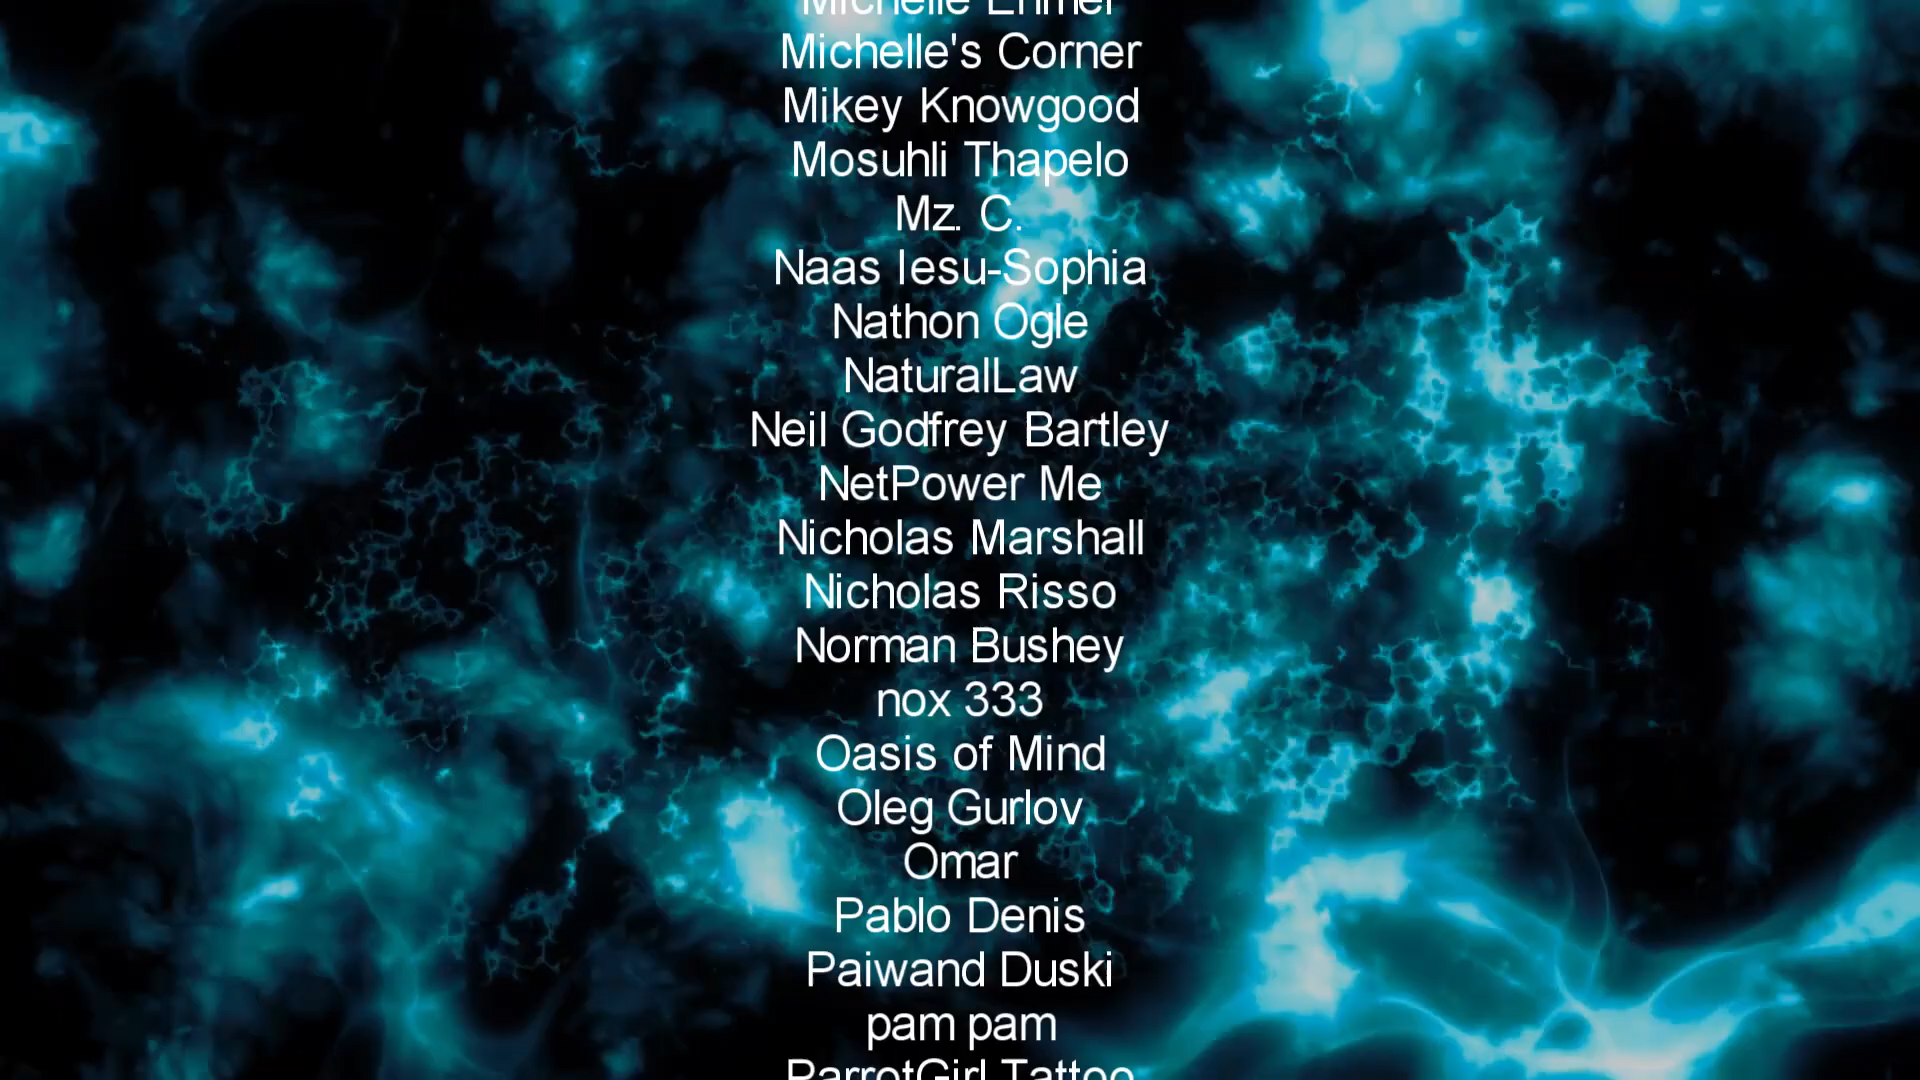 Michelle's Corner
Mikey Knowgood
Mosuhli Thapelo
Mz. C.
Naas Iesu-Sophia
Nathon Ogle
NaturalLaw
Neil Godfrey Bartley
NetPower Me
Nicholas Marshall
Nicholas Risso
Norman Bushey
nox 333
Oasis of Mind
Oleg Gurlov
Omar
Pablo Denis
Paiwand Duski
pam pam
ParrotGirl Tattoo